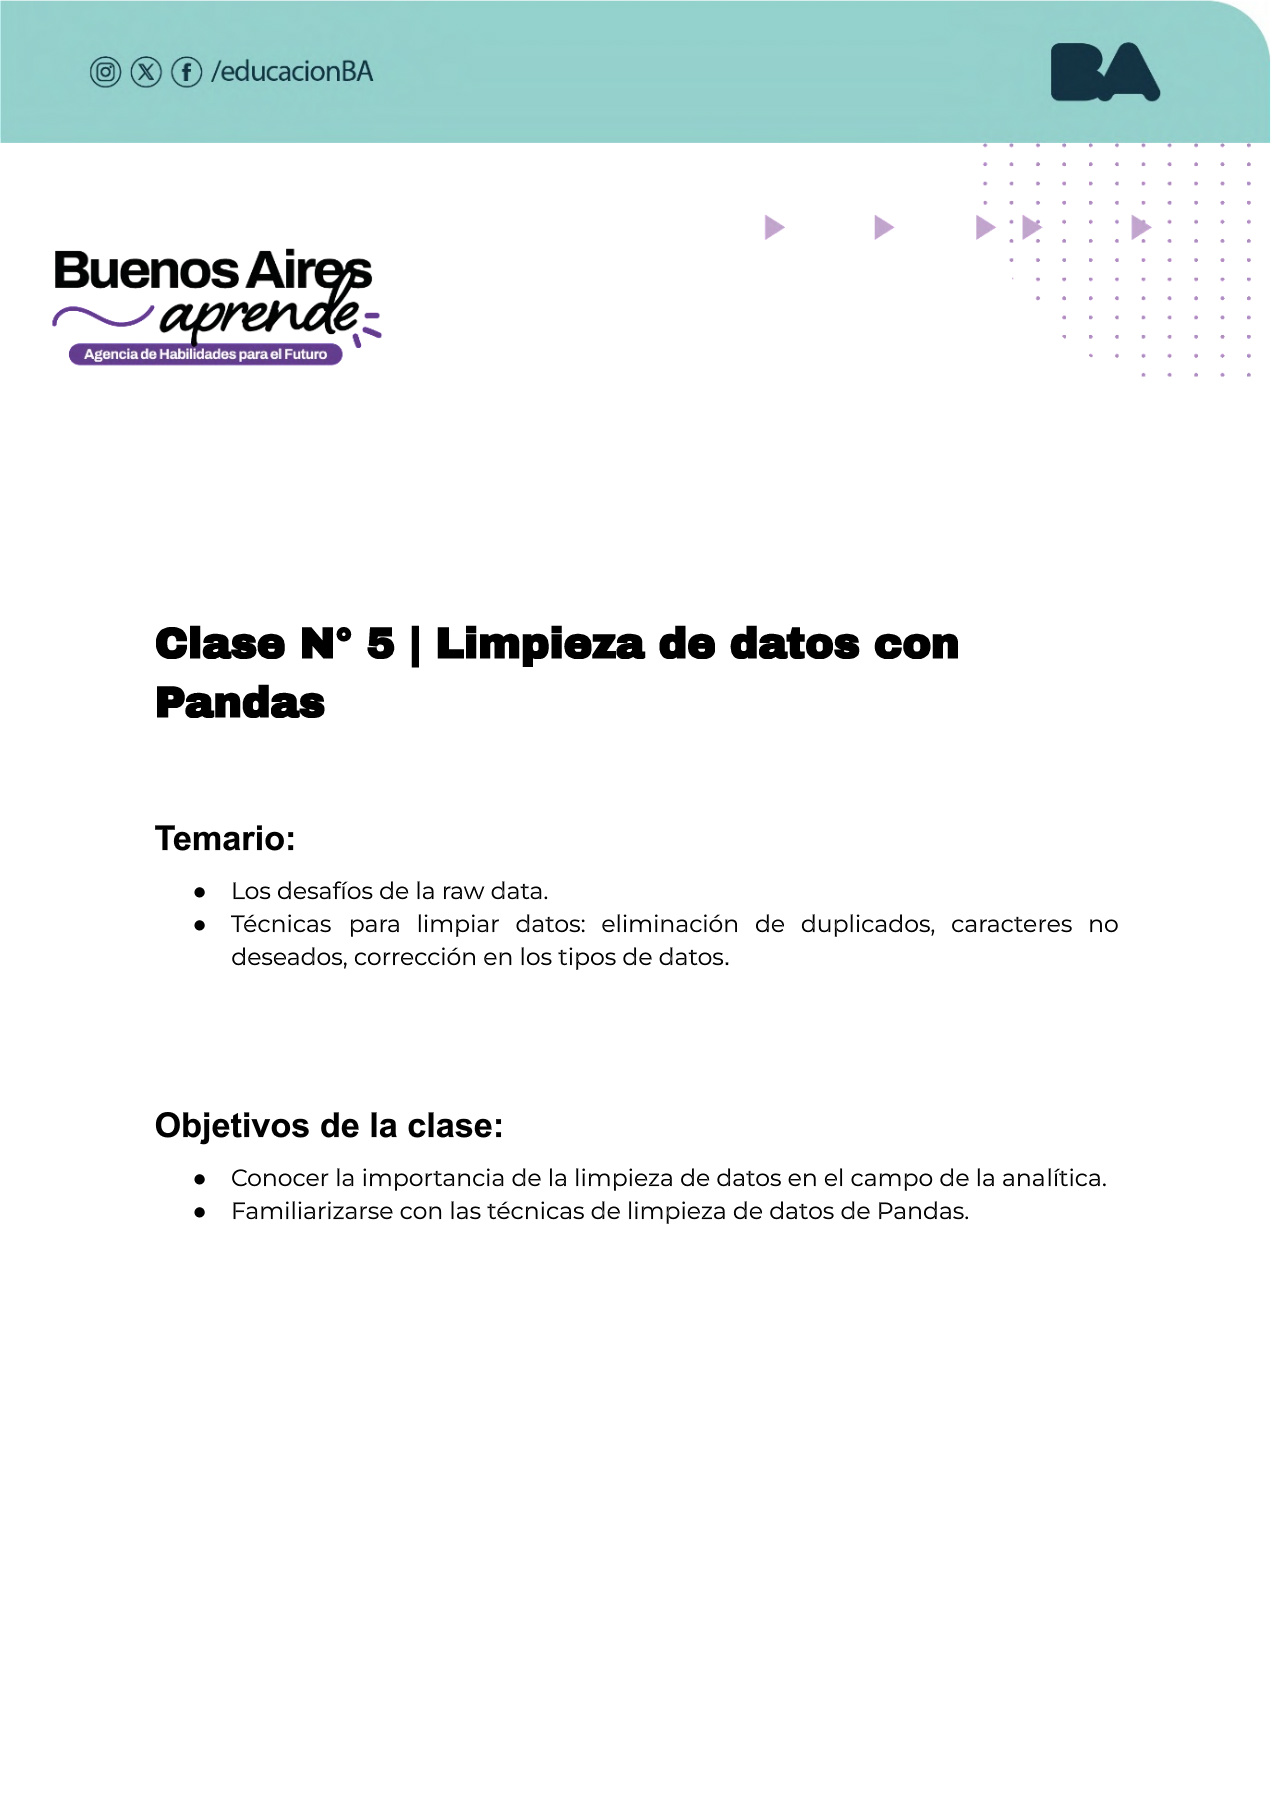 /educacionBA
BA
Buenos Aires
aprende
Agencia de Habilidades para el Futuro
Clase N° 5 | Limpieza de datos con
Pandas
Temario:
● Los desafíos de la raw data.
● Técnicas para limpiar datos: eliminación de duplicados, caracteres no
deseados, corrección en los tipos de datos.
Objetivos de la clase:
● Conocer la importancia de la limpieza de datos en el campo de la analítica.
● Familiarizarse con las técnicas de limpieza de datos de Pandas.